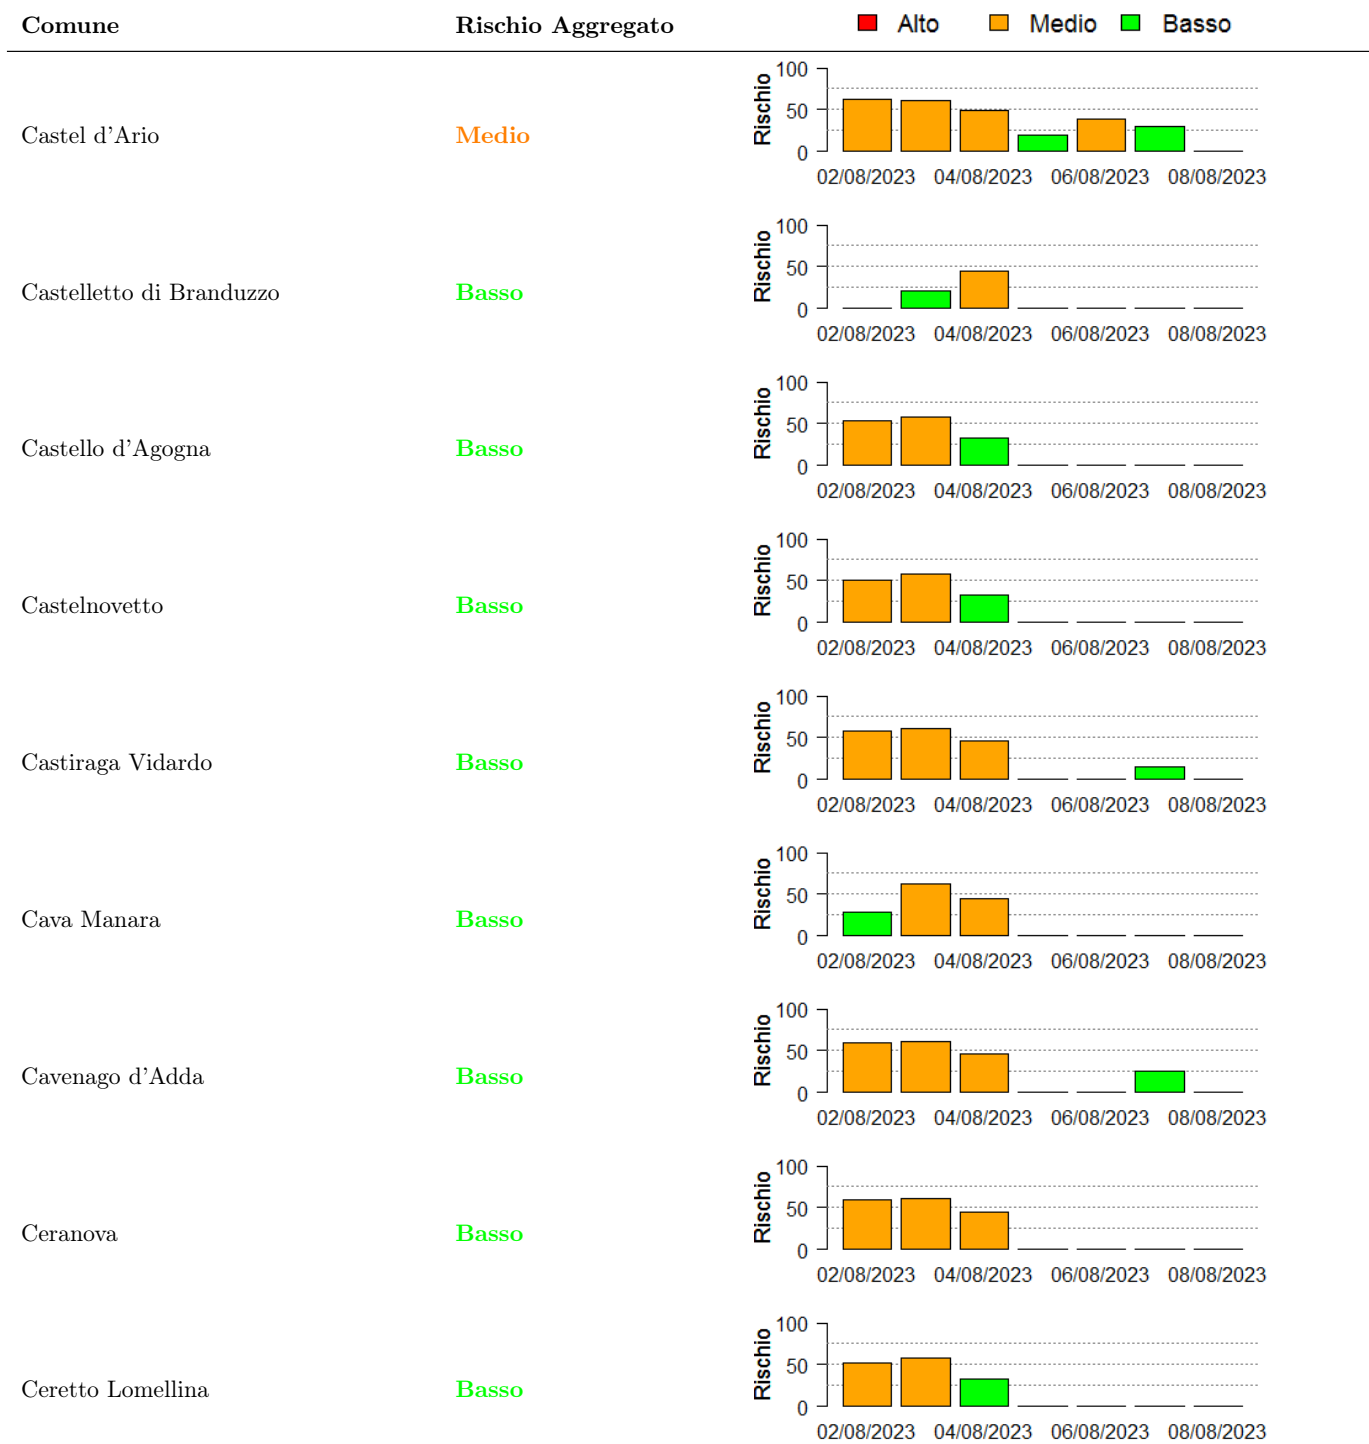 Comune Rischio Aggregato Alto Medio Basso
100
50
0
Rischio
Castel d'Ario Medio
02/08/2023 04/08/2023 06/08/2023 08/08/2023
100
50
0
Rischio
Castelletto di Branduzzo Basso
02/08/2023 04/08/2023 06/08/2023 08/08/2023
100
50
0
Rischio
Castello d'Agogna Basso
02/08/2023 04/08/2023 06/08/2023 08/08/2023
100
50
0
Rischio
Castelnovetto Basso
02/08/2023 04/08/2023 06/08/2023 08/08/2023
100
50
0
Rischio
Castiraga Vidardo Basso
02/08/2023 04/08/2023 06/08/2023 08/08/2023
100
50
0
Rischio
Cava Manara Basso
02/08/2023 04/08/2023 06/08/2023 08/08/2023
100
50
0
Rischio
Cavenago d'Adda Basso
02/08/2023 04/08/2023 06/08/2023 08/08/2023
100
50
0
Rischio
Ceranova Basso
02/08/2023 04/08/2023 06/08/2023 08/08/2023
100
50
0
Rischio
Ceretto Lomellina Basso
02/08/2023 04/08/2023 06/08/2023 08/08/2023